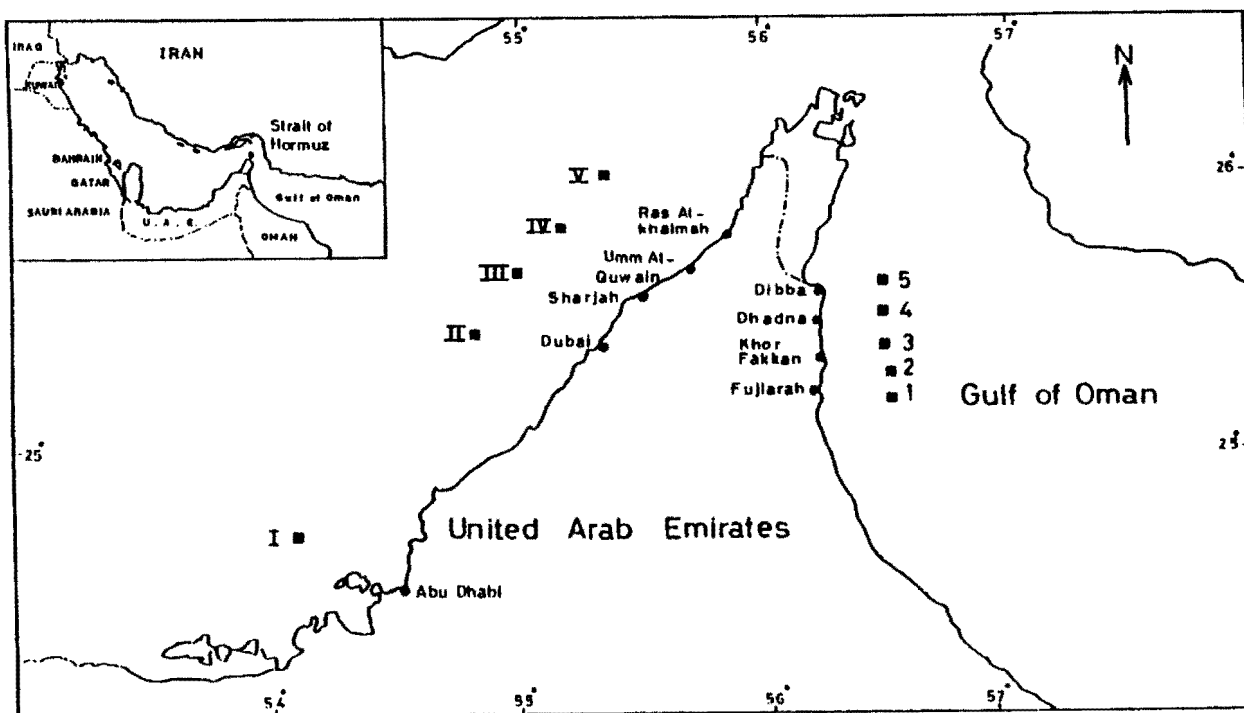 55°
56°
57°
IRAQ
IRAN
KUWAIT
Strait of
Hormuz
BAHRAIN
QATAR
SAUDI ARABIA
U. A. E.
Gulf of Oman
OMAN
N
26°
V
IV
III
II
I
Ras Al-
khaimah
Umm Al-
Quwain
Sharjah
Dubai
Dibba
Dhadna
Khor
Fakkan
Fujiarah
5
4
3
2
1
Gulf of Oman
25°
25°
United Arab Emirates
Abu Dhabi
54°
55°
56°
57°